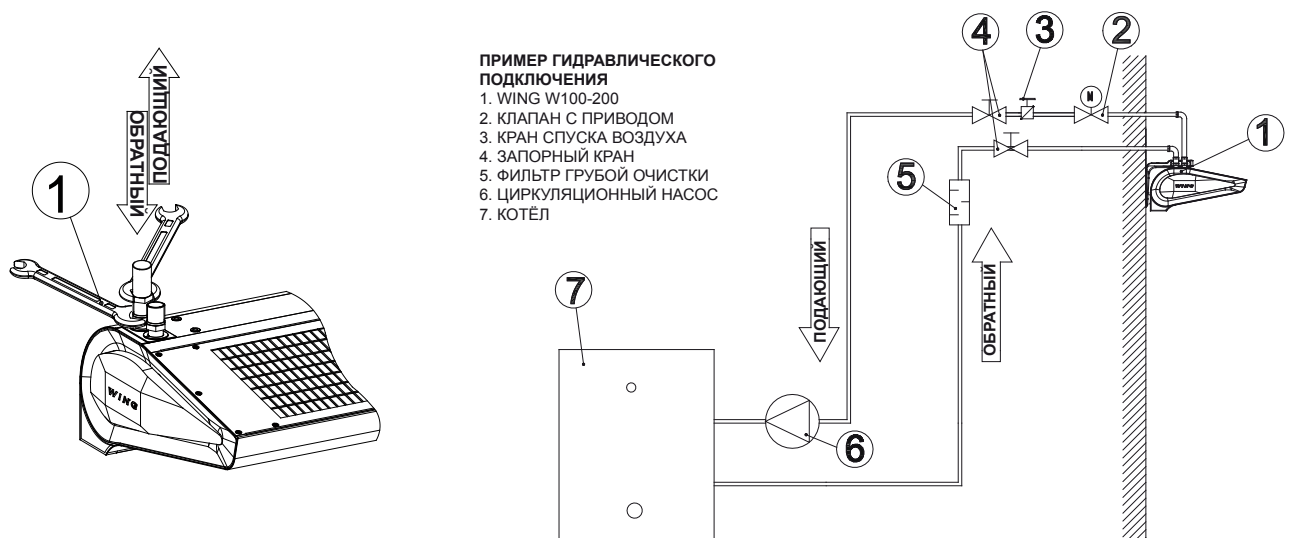 ПОДАЮЩИЙ
ОБРАТНЫЙ
1
WING
ПРИМЕР ГИДРАВЛИЧЕСКОГО
ПОДКЛЮЧЕНИЯ
1. WING W100-200
2. КЛАПАН С ПРИВОДОМ
3. КРАН СПУСКА ВОЗДУХА
4. ЗАПОРНЫЙ КРАН
5. ФИЛЬТР ГРУБОЙ ОЧИСТКИ
6. ЦИРКУЛЯЦИОННЫЙ НАСОС
7. КОТЁЛ
4
3
2
M
1
WING
5
ПОДАЮЩИЙ
ОБРАТНЫЙ
7
6